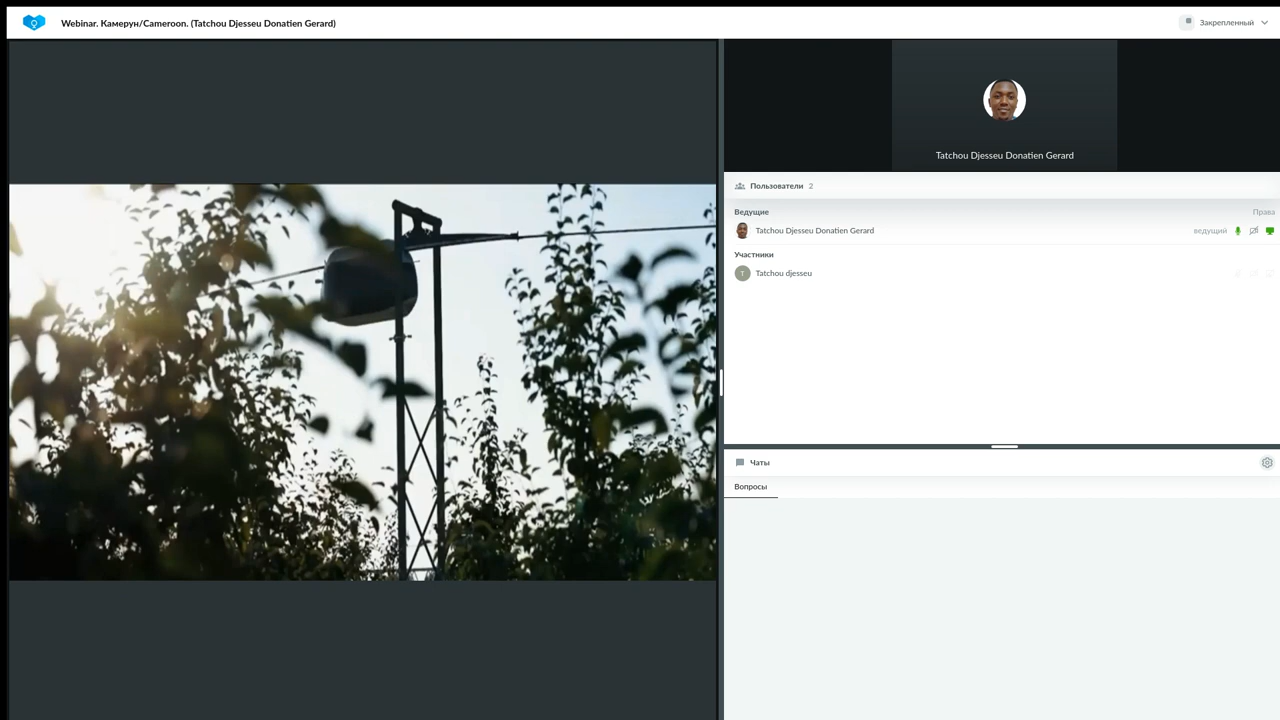 Webinar. Камерун/Cameroon. (Tatchou Djesseu Donatien Gerard)
Закрепленный
Tatchou Djesseu Donatien Gerard
Пользователи 2
Ведущие
Права
Tatchou Djesseu Donatien Gerard
ведущий
Участники
T
Tatchou djesseu
Чаты
Вопросы